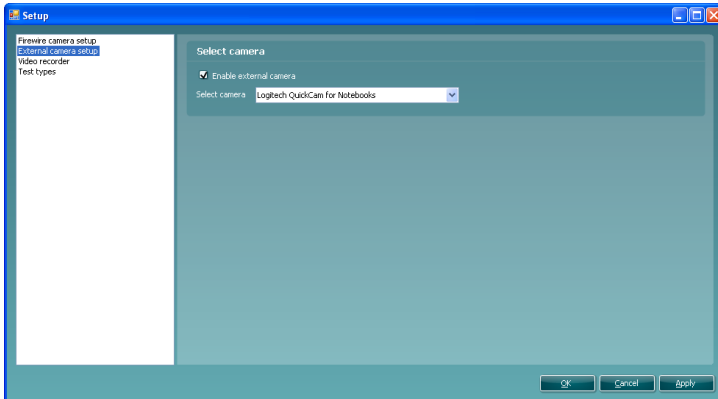 Setup
Firewire camera setup
External camera setup
Video recorder
Test types
Select camera
Enable external camera
Select camera Logitech QuickCam for Notebooks
OK Cancel Apply